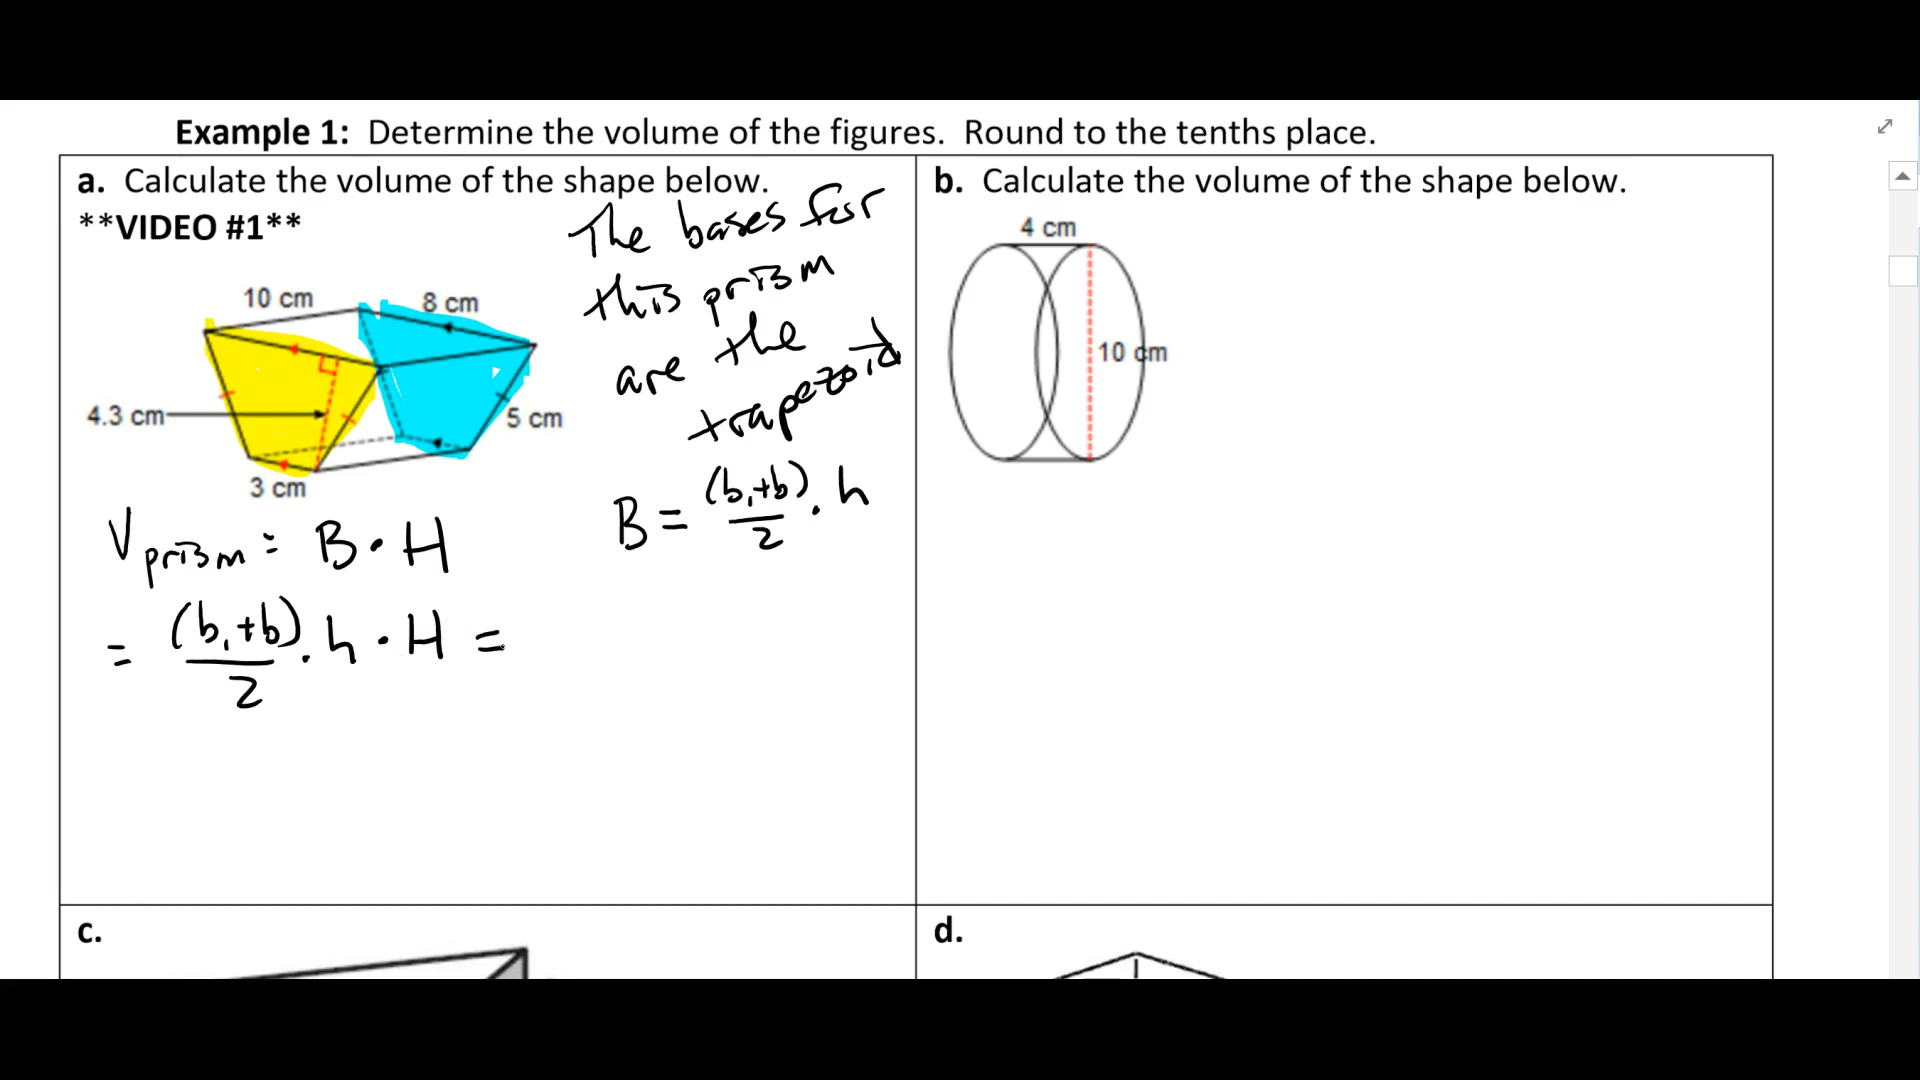 Example 1: Determine the volume of the figures. Round to the tenths place.
a. Calculate the volume of the shape below.
**VIDEO #1**
10 cm
8 cm
4.3 cm
5 cm
3 cm
The bases for
this prism
are the
trapezoid
B = (b₁+b)/2 · h
V prism = B · H
= (b₁+b)/2 · h · H =
b. Calculate the volume of the shape below.
4 cm
10 cm
c.
d.